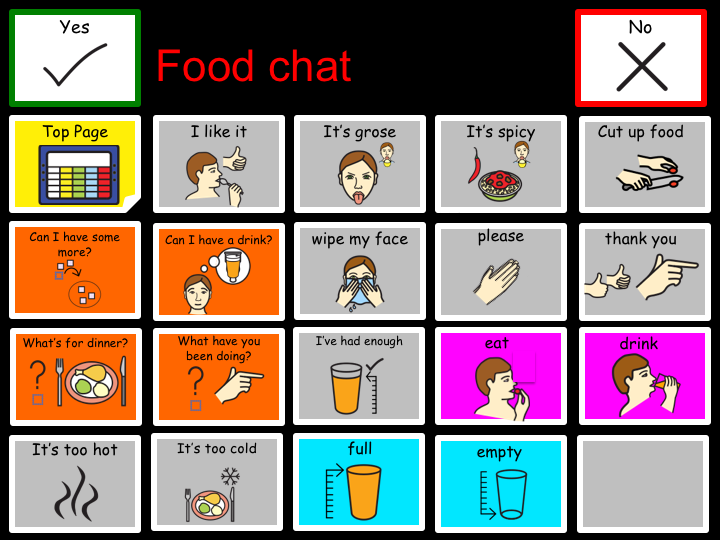 Yes
Food chat
No
Top Page
I like it
It's grose
It's spicy
Cut up food
Can I have some
more?
Can I have a drink?
wipe my face
please
thank you
What's for dinner?
What have you
been doing?
I've had enough
eat
drink
It's too hot
It's too cold
full
empty